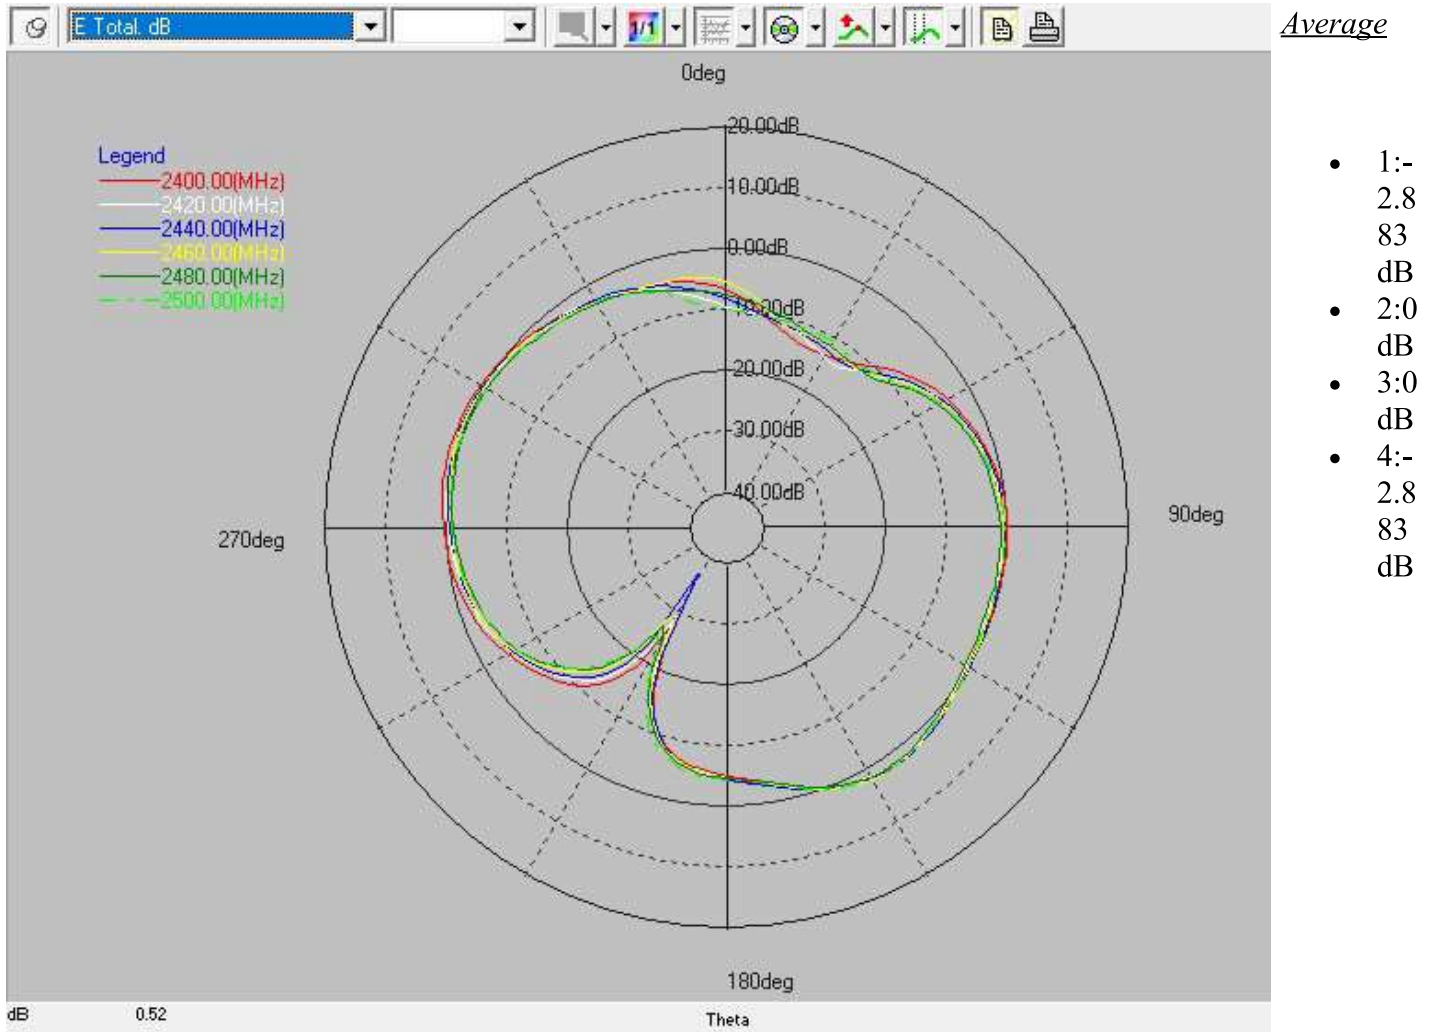 E Total. dB
1/1
Average
0deg
20.00dB
10.00dB
0.00dB
-10.00dB
-20.00dB
-30.00dB
-40.00dB
Legend
2400.00(MHz)
2420.00(MHz)
2440.00(MHz)
2460.00(MHz)
2480.00(MHz)
2500.00(MHz)
270deg
90deg
180deg
dB 0.52
Theta
• 1:-
2.8
83
dB
• 2:0
dB
• 3:0
dB
• 4:-
2.8
83
dB